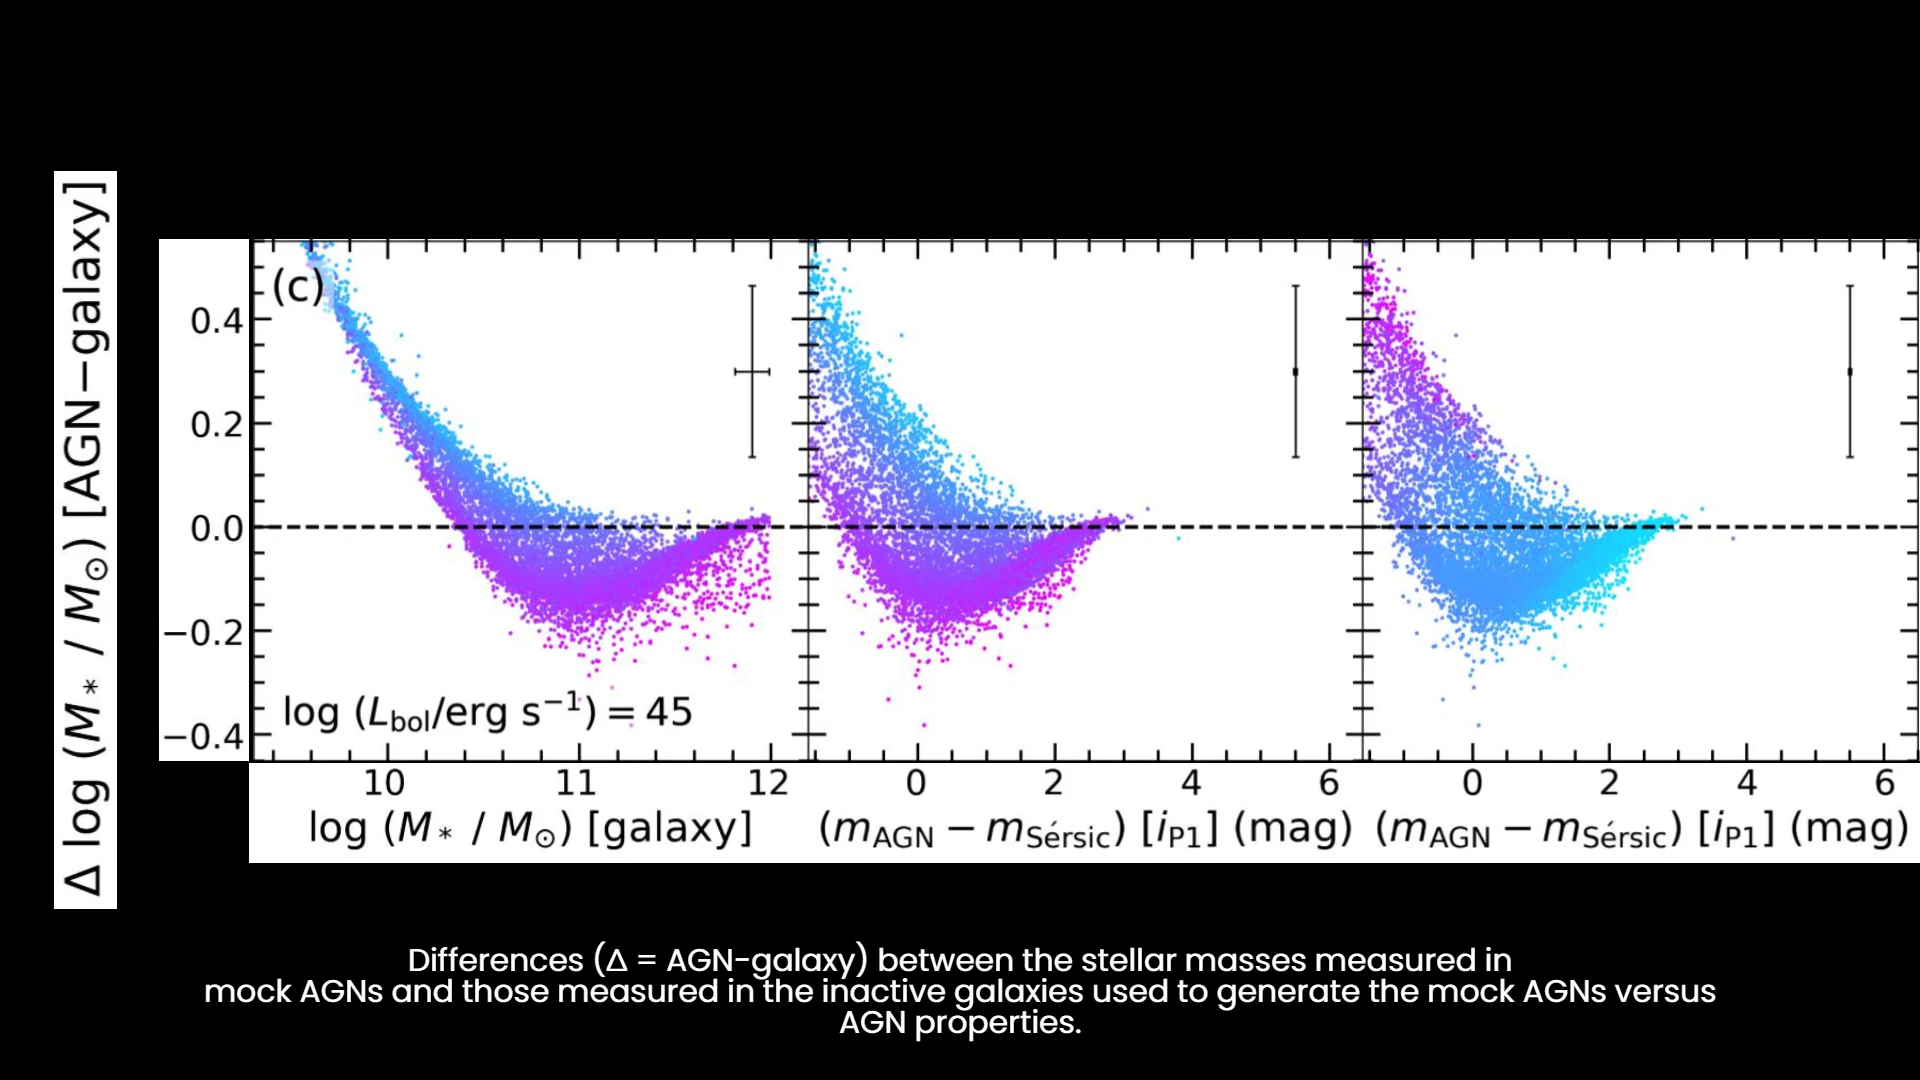 Δ log (M* / M⊙) [AGN−galaxy]
(c)
0.4
0.2
0.0
−0.2
−0.4
log (Lbol/erg s−1) = 45
10 11 12 0 2 4 6 0 2 4 6
log (M* / M⊙) [galaxy] (mAGN − mSérsic) [iP1] (mag) (mAGN − mSérsic) [iP1] (mag)
Differences (Δ = AGN-galaxy) between the stellar masses measured in
mock AGNs and those measured in the inactive galaxies used to generate the mock AGNs versus
AGN properties.